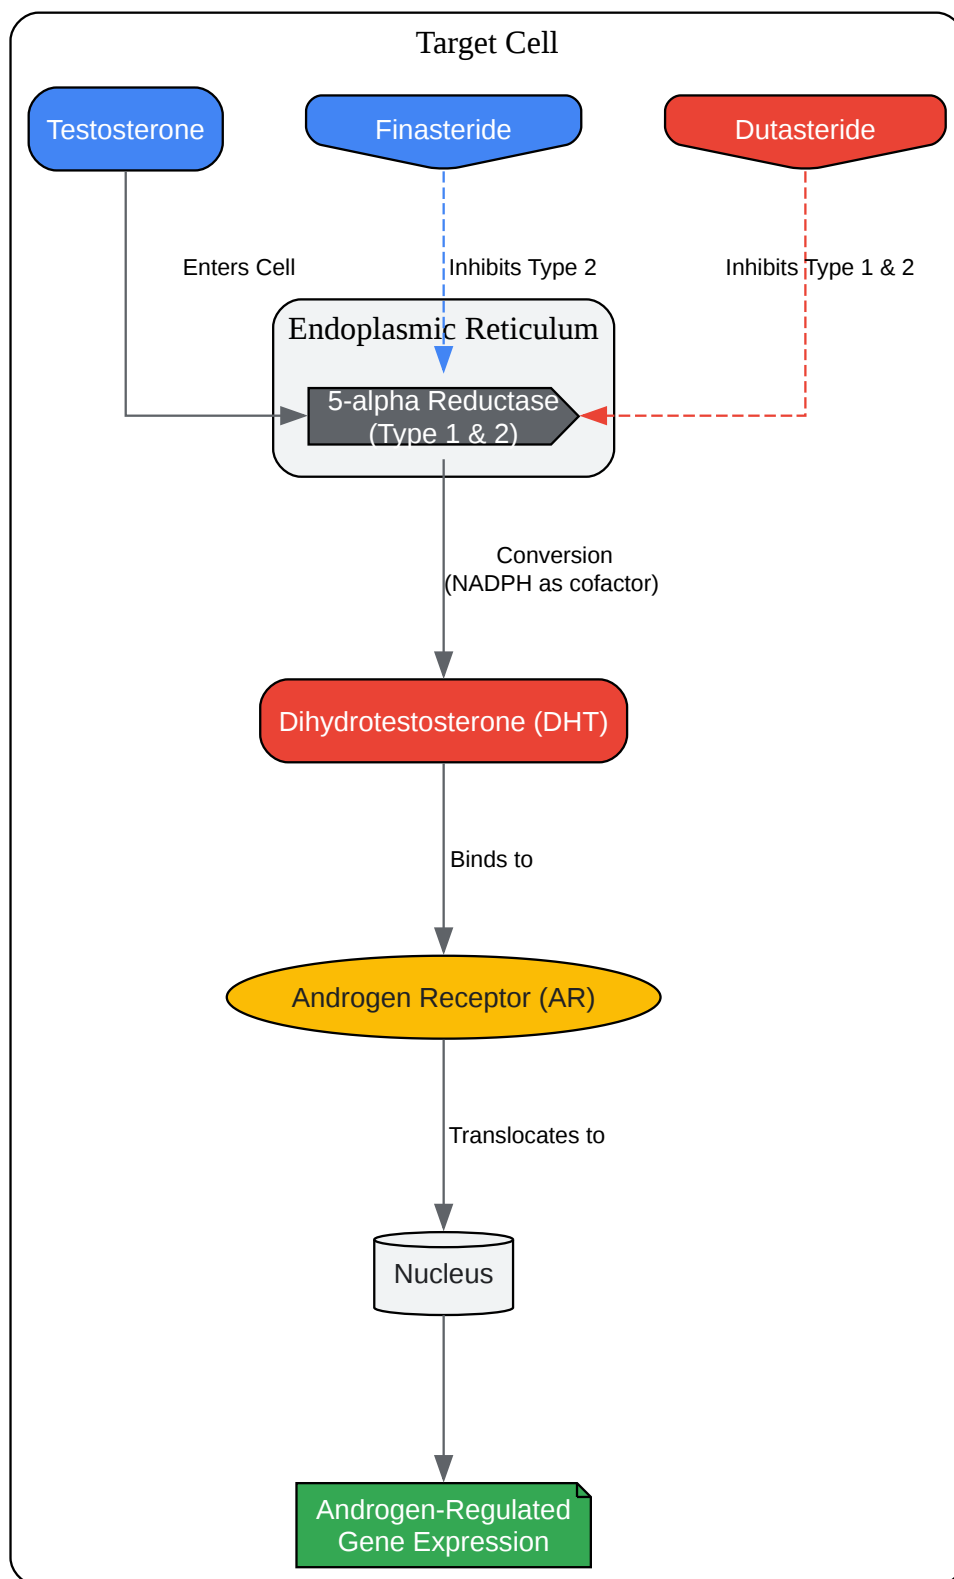 Target Cell
Testosterone
Finasteride
Dutasteride
Enters Cell
Inhibits Type 2
Inhibits Type 1 & 2
Endoplasmic Reticulum
5-alpha Reductase
(Type 1 & 2)
Conversion
(NADPH as cofactor)
Dihydrotestosterone (DHT)
Binds to
Androgen Receptor (AR)
Translocates to
Nucleus
Androgen-Regulated
Gene Expression